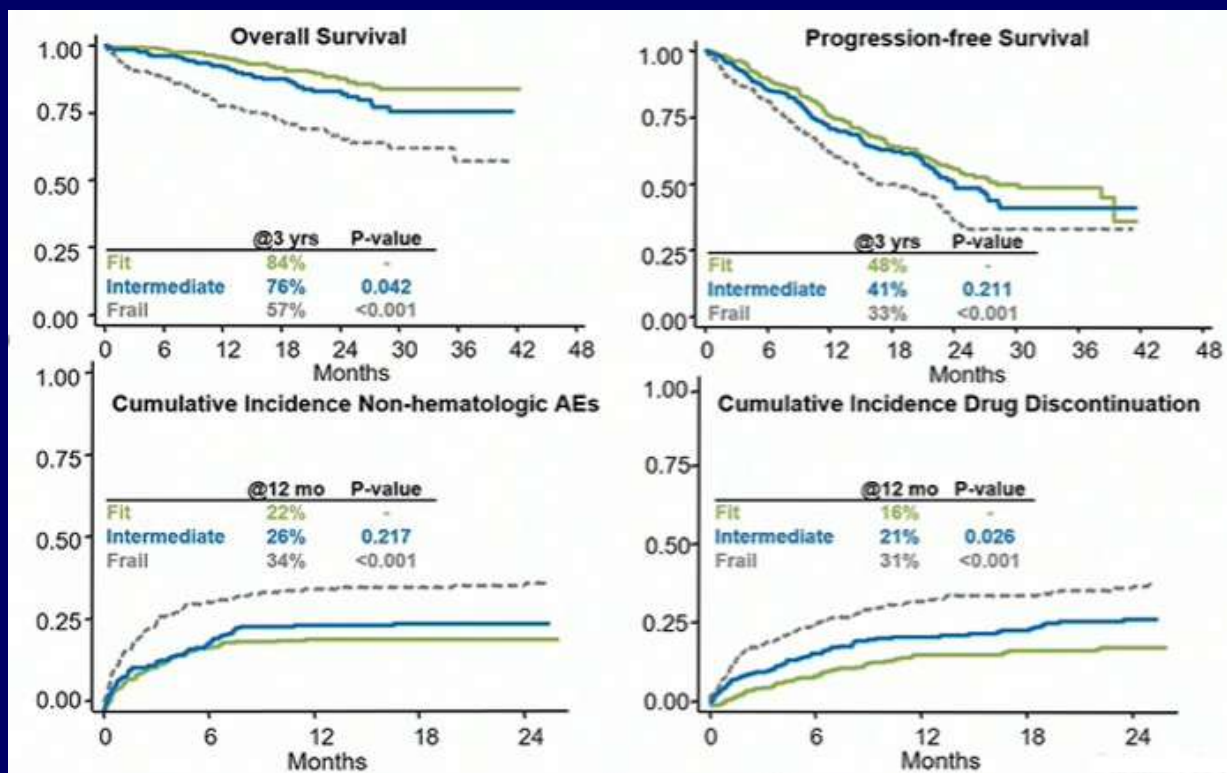 Overall Survival
1.00
0.75
0.50
0.25
0.00
@3 yrs P-value
Fit 84% -
Intermediate 76% 0.042
Frail 57% <0.001
0 6 12 18 24 30 36 42 48
Months
Progression-free Survival
1.00
0.75
0.50
0.25
0.00
@3 yrs P-value
Fit 48% -
Intermediate 41% 0.211
Frail 33% <0.001
0 6 12 18 24 30 36 42 48
Months
Cumulative Incidence Non-hematologic AEs
1.00
0.75
0.50
0.25
0.00
@12 mo P-value
Fit 22% -
Intermediate 26% 0.217
Frail 34% <0.001
0 6 12 18 24
Months
Cumulative Incidence Drug Discontinuation
1.00
0.75
0.50
0.25
0.00
@12 mo P-value
Fit 16% -
Intermediate 21% 0.026
Frail 31% <0.001
0 6 12 18 24
Months